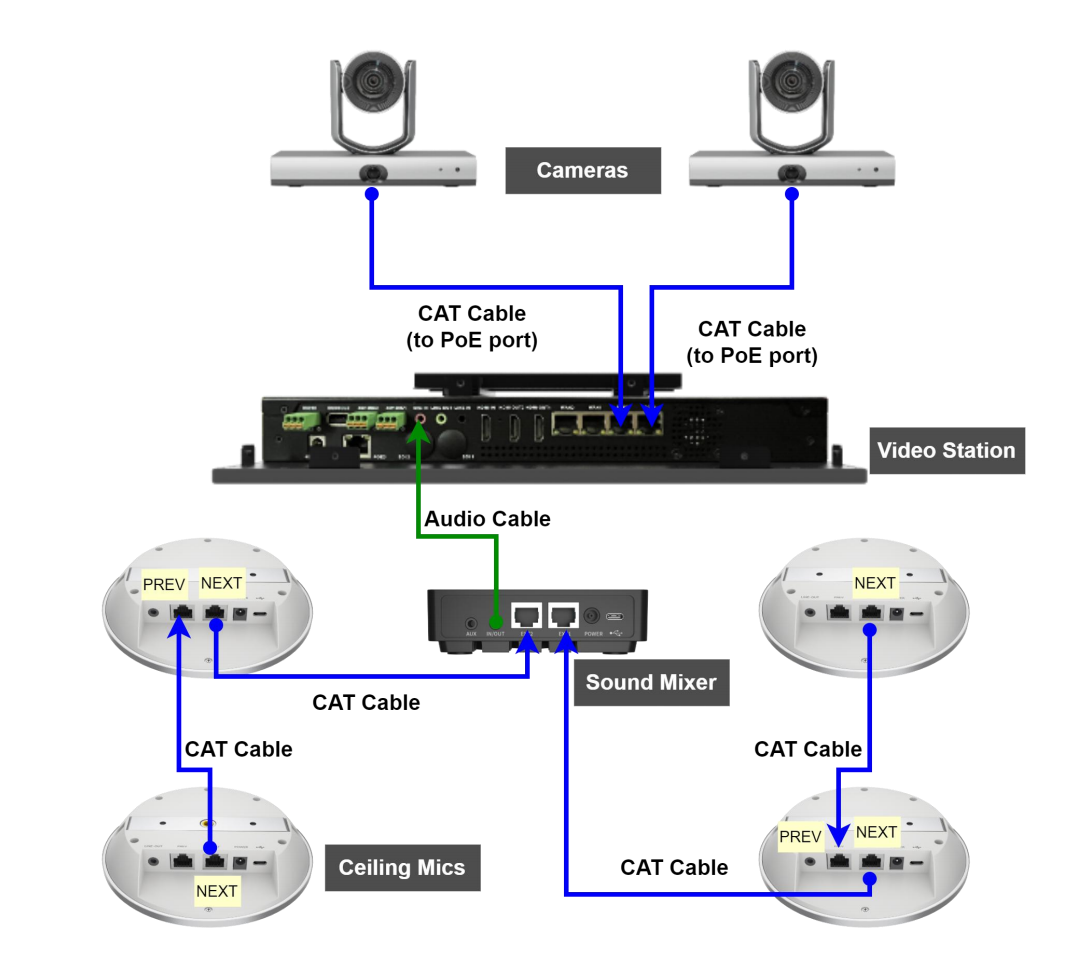 Cameras
CAT Cable
(to PoE port)
CAT Cable
(to PoE port)
Video Station
Audio Cable
PREV
NEXT
NEXT
AUX
IN/OUT
POWER
Sound Mixer
CAT Cable
CAT Cable
CAT Cable
PREV
NEXT
Ceiling Mics
CAT Cable
NEXT